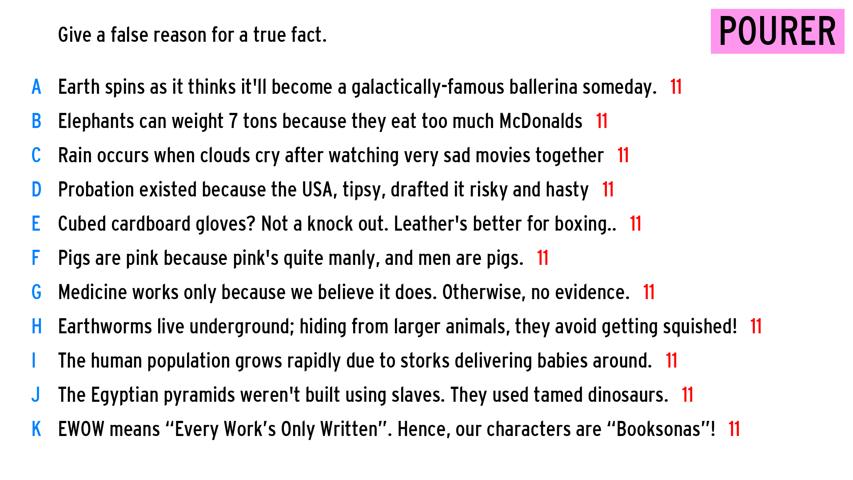 Give a false reason for a true fact.
POURER
A Earth spins as it thinks it'll become a galactically-famous ballerina someday. 11
B Elephants can weight 7 tons because they eat too much McDonalds 11
C Rain occurs when clouds cry after watching very sad movies together 11
D Probation existed because the USA, tipsy, drafted it risky and hasty 11
E Cubed cardboard gloves? Not a knock out. Leather's better for boxing.. 11
F Pigs are pink because pink's quite manly, and men are pigs. 11
G Medicine works only because we believe it does. Otherwise, no evidence. 11
H Earthworms live underground; hiding from larger animals, they avoid getting squished! 11
I The human population grows rapidly due to storks delivering babies around. 11
J The Egyptian pyramids weren't built using slaves. They used tamed dinosaurs. 11
K EWOW means “Every Work’s Only Written”. Hence, our characters are “Booksonas”! 11